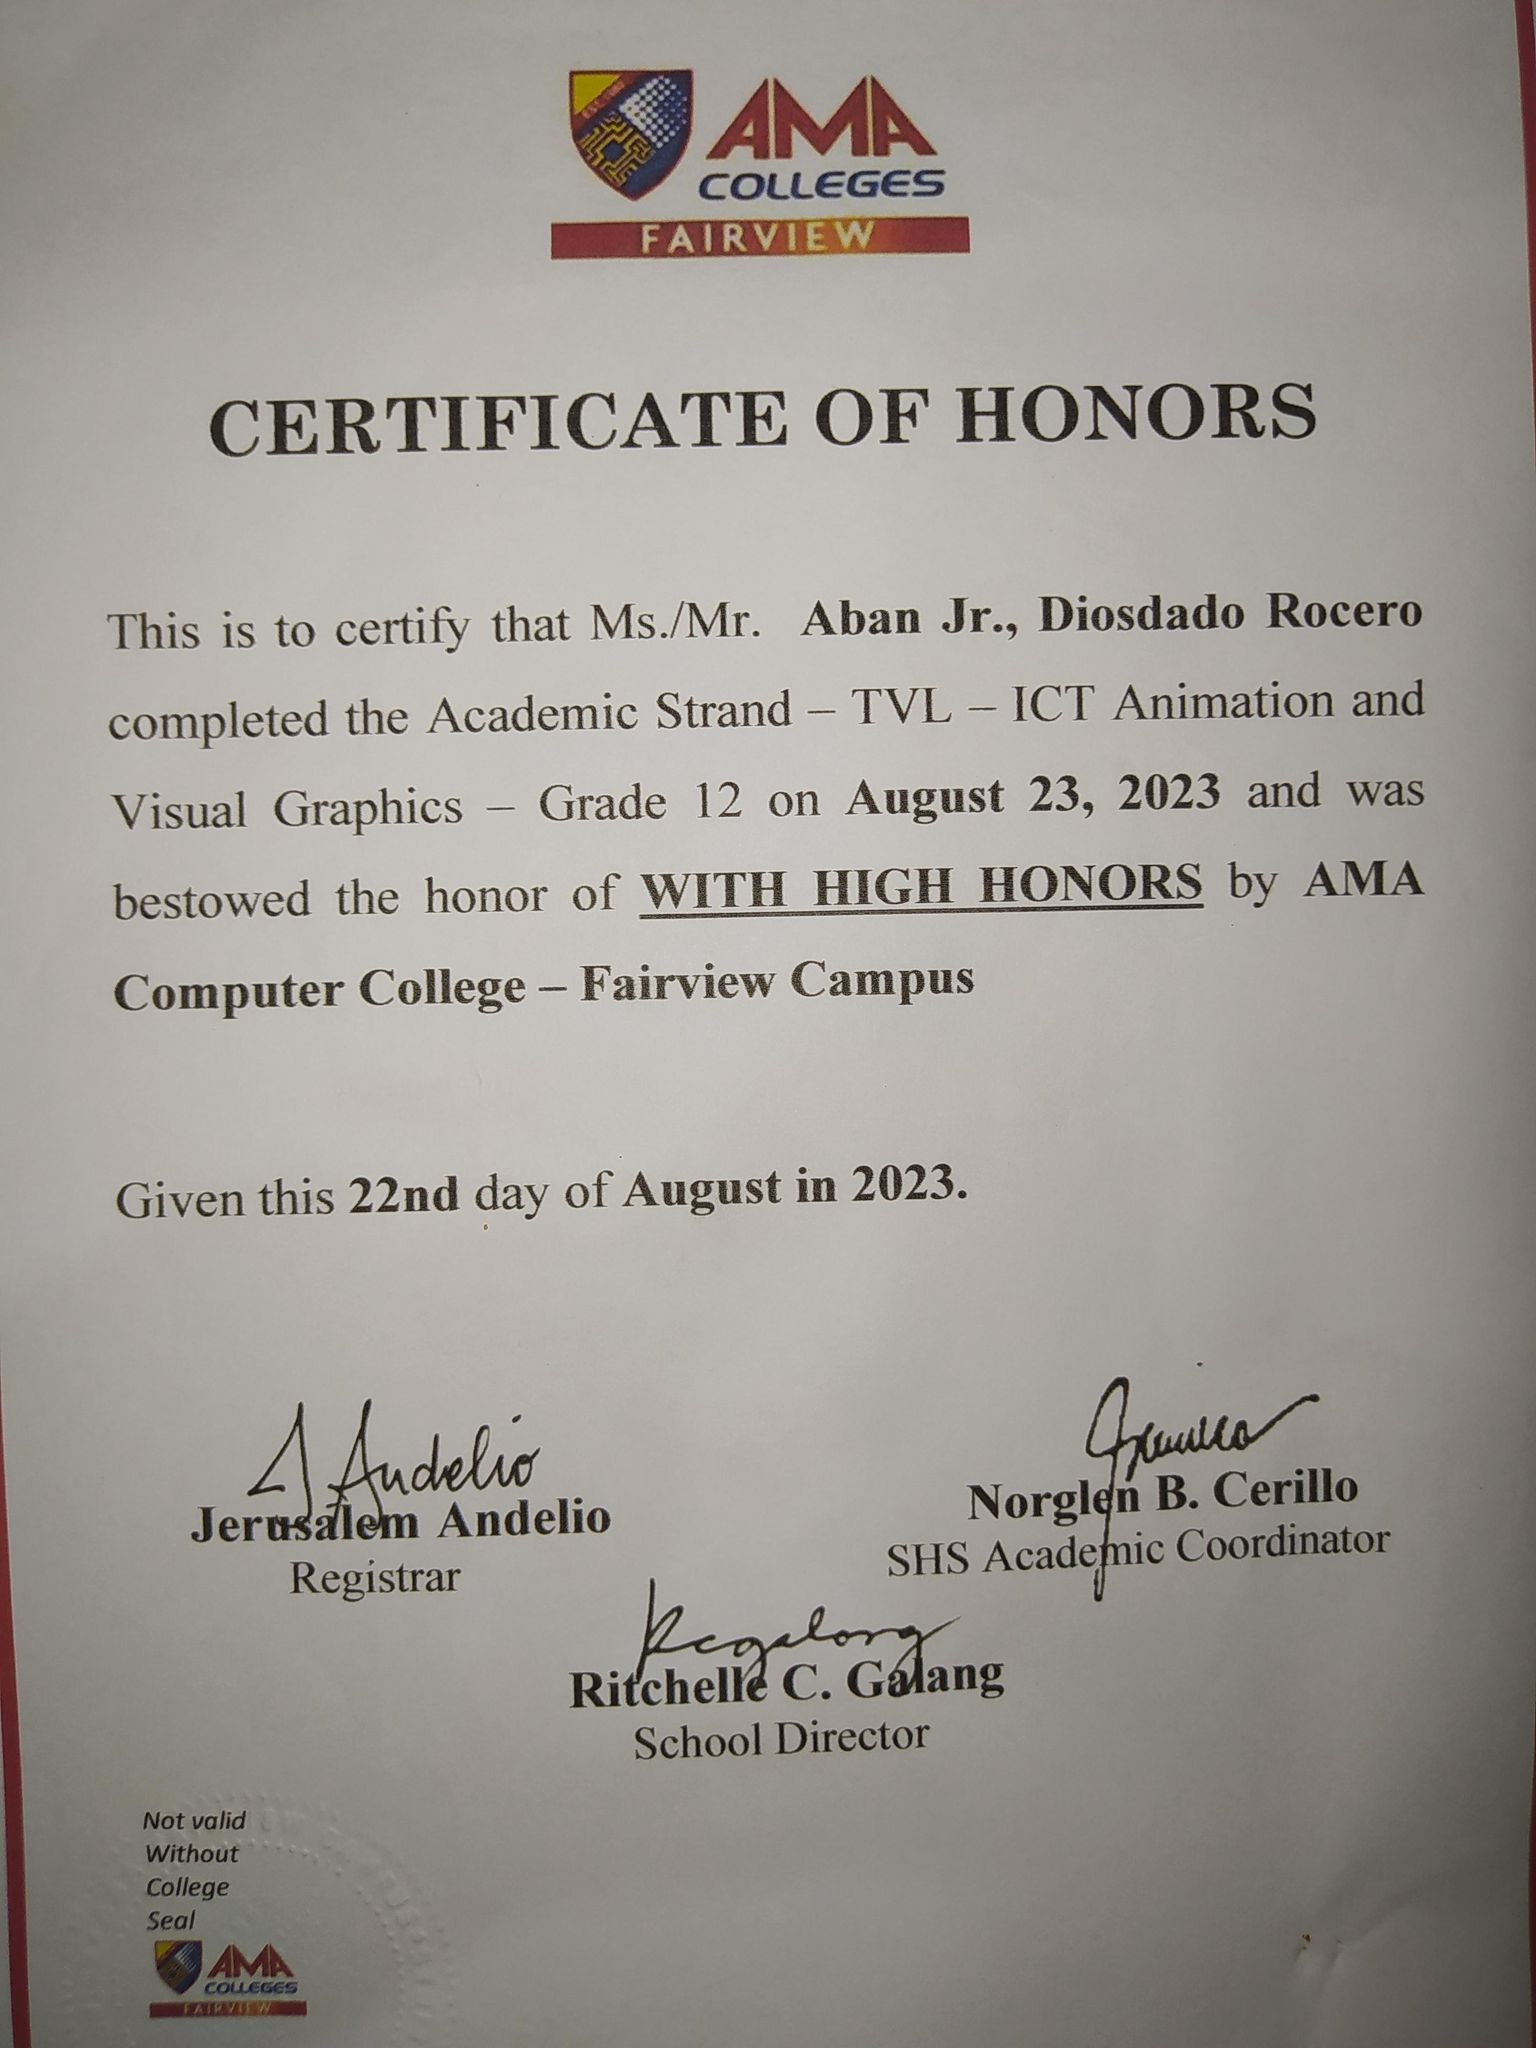 AMA
COLLEGES
FAIRVIEW
CERTIFICATE OF HONORS
This is to certify that Ms./Mr. Aban Jr., Diosdado Rocero
completed the Academic Strand – TVL – ICT Animation and
Visual Graphics – Grade 12 on August 23, 2023 and was
bestowed the honor of WITH HIGH HONORS by AMA
Computer College – Fairview Campus
Given this 22nd day of August in 2023.
J Andelio
Jerusalem Andelio
Registrar
Norglen B. Cerillo
SHS Academic Coordinator
Rcgalang
Ritchelle C. Galang
School Director
Not valid
Without
College
Seal
AMA
COLLEGES
FAIRVIEW